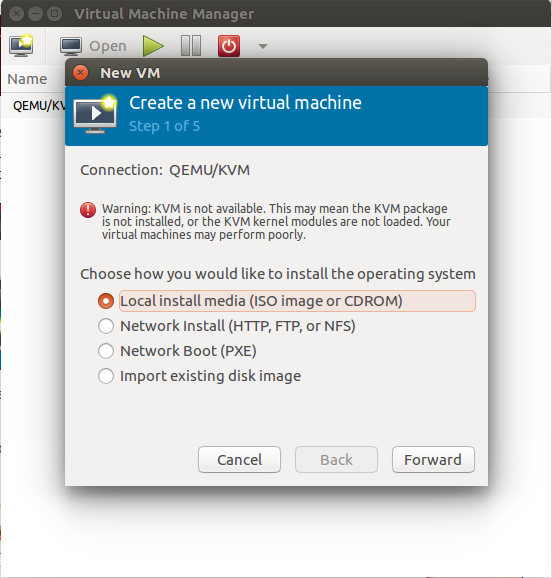 Virtual Machine Manager
Open
Name
QEMU/KV
New VM
Create a new virtual machine
Step 1 of 5
Connection: QEMU/KVM
Warning: KVM is not available. This may mean the KVM package
is not installed, or the KVM kernel modules are not loaded. Your
virtual machines may perform poorly.
Choose how you would like to install the operating system
Local install media (ISO image or CDROM)
Network Install (HTTP, FTP, or NFS)
Network Boot (PXE)
Import existing disk image
Cancel
Back
Forward